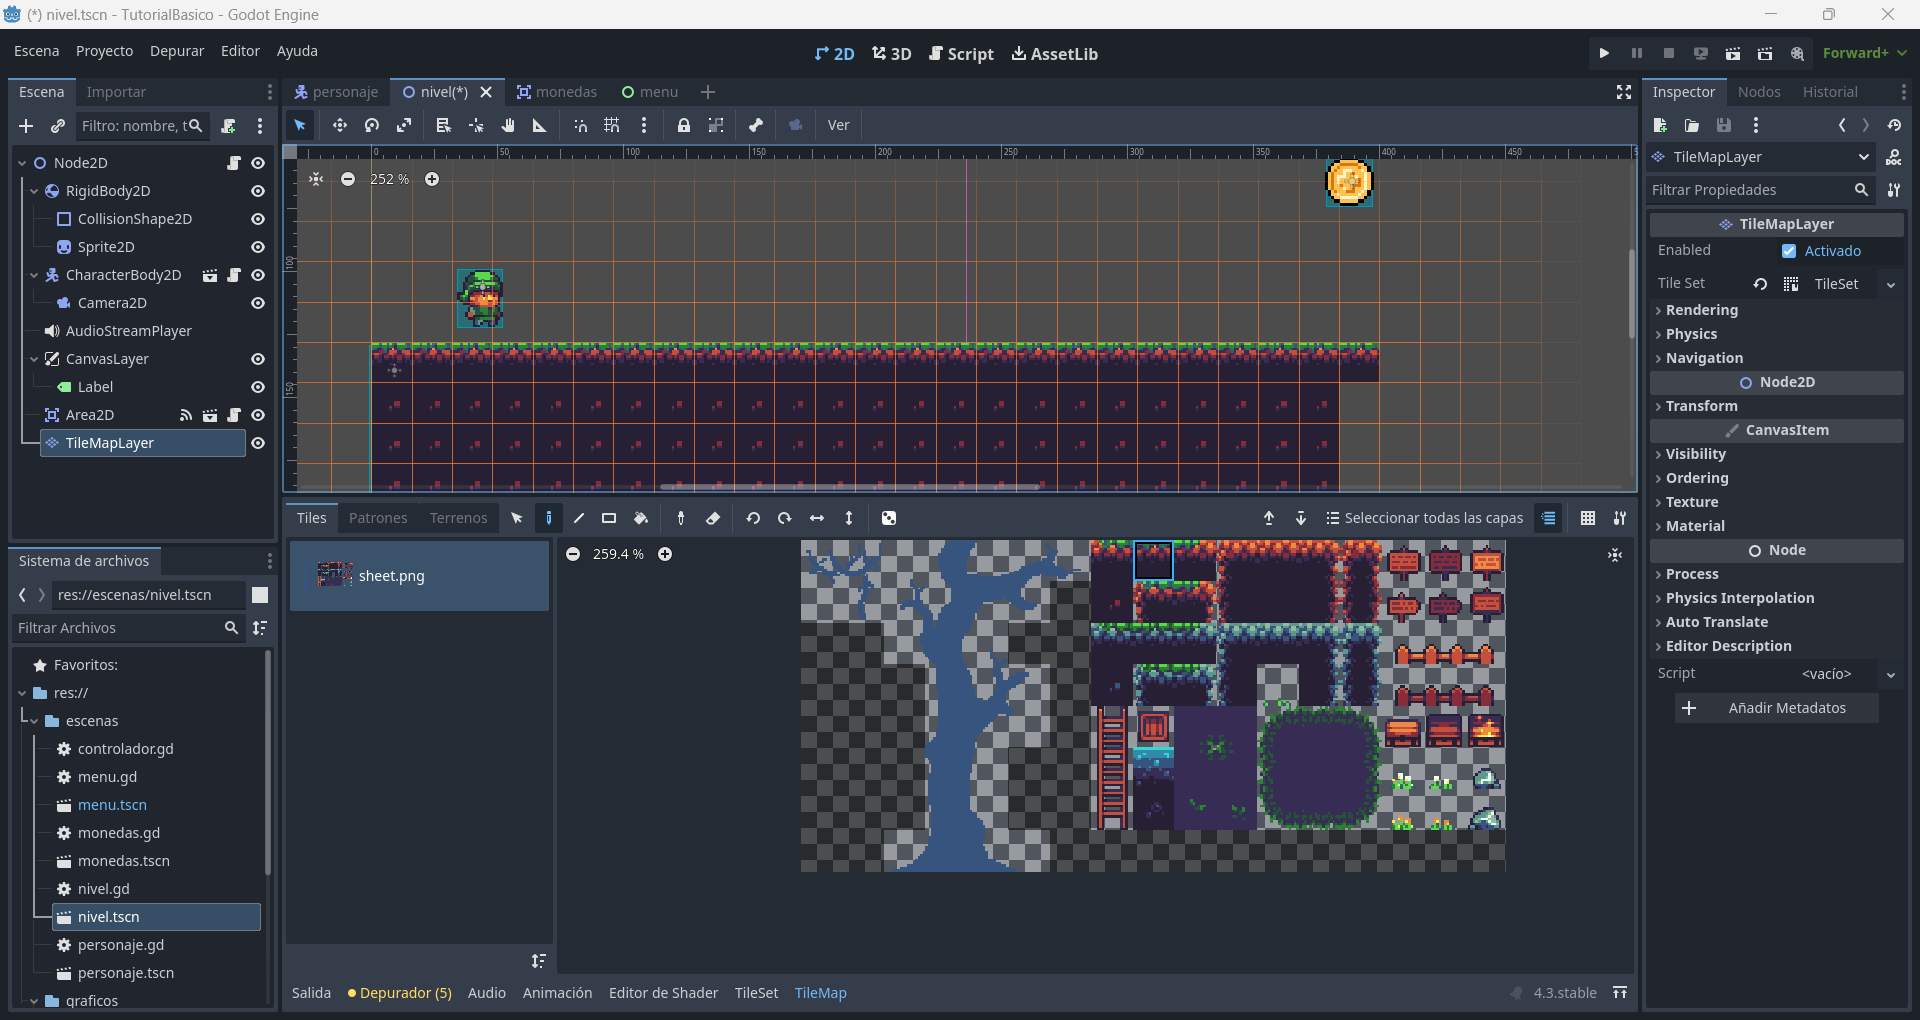 (*) nivel.tscn - TutorialBasico - Godot Engine
Escena Proyecto Depurar Editor Ayuda
2D 3D Script AssetLib
Forward+
Escena Importar
Filtro: nombre, t
Node2D
RigidBody2D
CollisionShape2D
Sprite2D
CharacterBody2D
Camera2D
AudioStreamPlayer
CanvasLayer
Label
Area2D
TileMapLayer
Sistema de archivos
res://escenas/nivel.tscn
Filtrar Archivos
Favoritos:
res://
escenas
controlador.gd
menu.gd
menu.tscn
monedas.gd
monedas.tscn
nivel.gd
nivel.tscn
personaje.gd
personaje.tscn
graficos
personaje nivel(*) monedas menu
Ver
0 50 100 150 200 250 300 350 400 450
100
150
252 %
Tiles Patrones Terrenos
Seleccionar todas las capas
sheet.png
259.4 %
Salida Depurador (5) Audio Animación Editor de Shader TileSet TileMap
4.3.stable
Inspector Nodos Historial
TileMapLayer
Filtrar Propiedades
TileMapLayer
Enabled Activado
Tile Set TileSet
Rendering
Physics
Navigation
Node2D
Transform
CanvasItem
Visibility
Ordering
Texture
Material
Node
Process
Physics Interpolation
Auto Translate
Editor Description
Script <vacío>
Añadir Metadatos